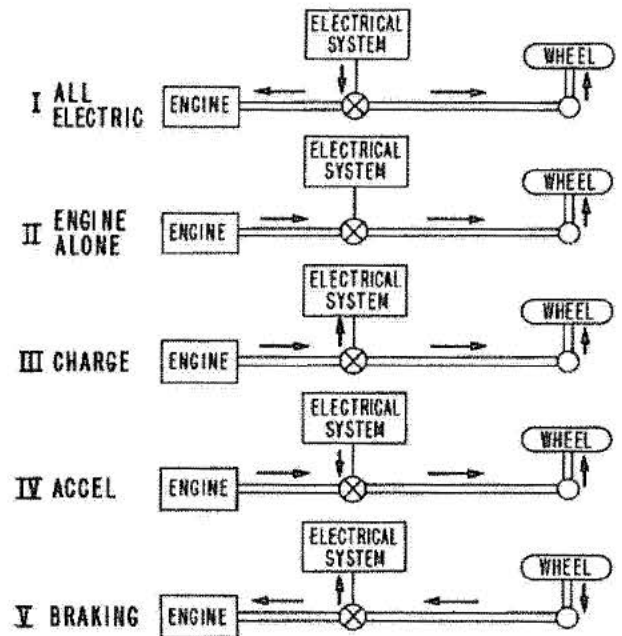 ELECTRICAL
SYSTEM
WHEEL
I ALL
ELECTRIC
ENGINE
ELECTRICAL
SYSTEM
WHEEL
II ENGINE
ALONE
ENGINE
ELECTRICAL
SYSTEM
WHEEL
III CHARGE
ENGINE
ELECTRICAL
SYSTEM
WHEEL
IV ACCEL
ENGINE
ELECTRICAL
SYSTEM
WHEEL
V BRAKING
ENGINE